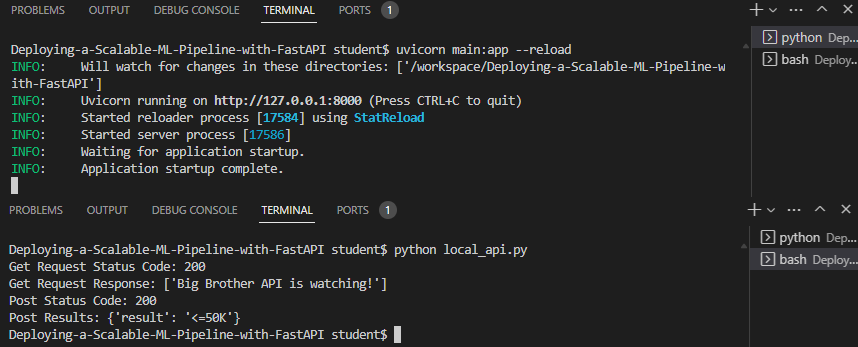 PROBLEMS OUTPUT DEBUG CONSOLE TERMINAL PORTS 1
python Dep...
bash Deploy...
Deploying-a-Scalable-ML-Pipeline-with-FastAPI student$ uvicorn main:app --reload
INFO: Will watch for changes in these directories: ['/workspace/Deploying-a-Scalable-ML-Pipeline-w
ith-FastAPI']
INFO: Uvicorn running on http://127.0.0.1:8000 (Press CTRL+C to quit)
INFO: Started reloader process [17584] using StatReload
INFO: Started server process [17586]
INFO: Waiting for application startup.
INFO: Application startup complete.
PROBLEMS OUTPUT DEBUG CONSOLE TERMINAL PORTS 1
python Dep...
bash Deploy...
Deploying-a-Scalable-ML-Pipeline-with-FastAPI student$ python local_api.py
Get Request Status Code: 200
Get Request Response: ['Big Brother API is watching!']
Post Status Code: 200
Post Results: {'result': '<=50K'}
Deploying-a-Scalable-ML-Pipeline-with-FastAPI student$